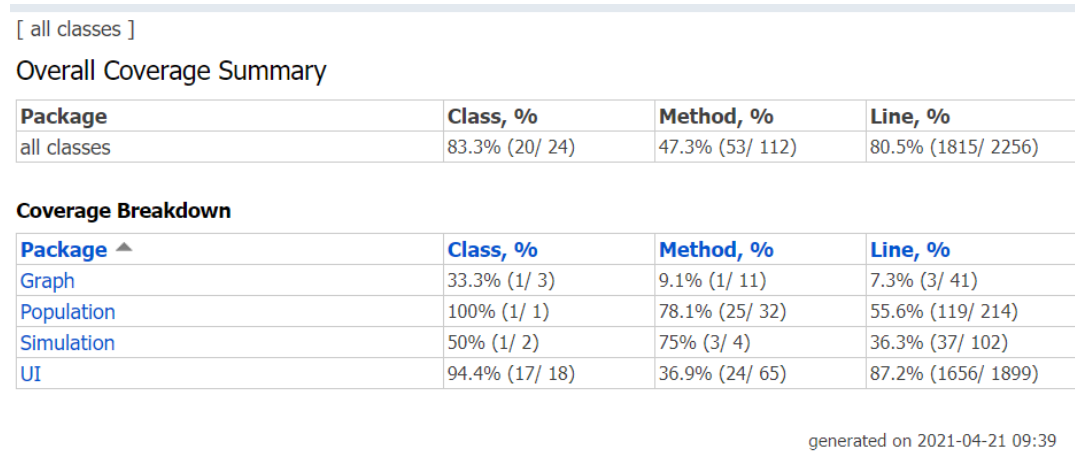 [ all classes ]
Overall Coverage Summary
Package Class, % Method, % Line, %
all classes 83.3% (20/ 24) 47.3% (53/ 112) 80.5% (1815/ 2256)
Coverage Breakdown
Package Class, % Method, % Line, %
Graph 33.3% (1/ 3) 9.1% (1/ 11) 7.3% (3/ 41)
Population 100% (1/ 1) 78.1% (25/ 32) 55.6% (119/ 214)
Simulation 50% (1/ 2) 75% (3/ 4) 36.3% (37/ 102)
UI 94.4% (17/ 18) 36.9% (24/ 65) 87.2% (1656/ 1899)
generated on 2021-04-21 09:39